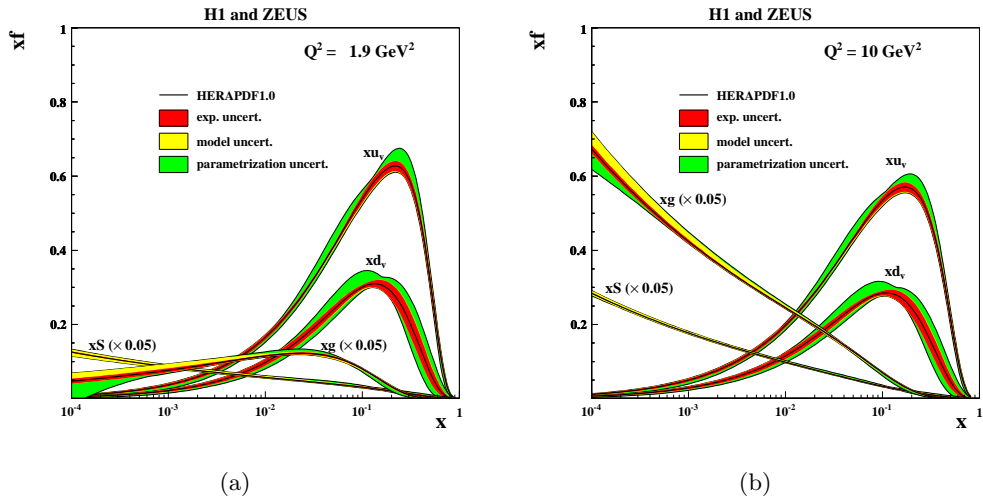 H1 and ZEUS
xf
1
0.8
0.6
0.4
0.2
Q² = 1.9 GeV²
HERAPDF1.0
exp. uncert.
model uncert.
parametrization uncert.
xuᵥ
xdᵥ
xS (× 0.05)
xg (× 0.05)
10⁻⁴ 10⁻³ 10⁻² 10⁻¹ 1
x
(a)
H1 and ZEUS
xf
1
0.8
0.6
0.4
0.2
Q² = 10 GeV²
HERAPDF1.0
exp. uncert.
model uncert.
parametrization uncert.
xuᵥ
xg (× 0.05)
xdᵥ
xS (× 0.05)
10⁻⁴ 10⁻³ 10⁻² 10⁻¹ 1
x
(b)